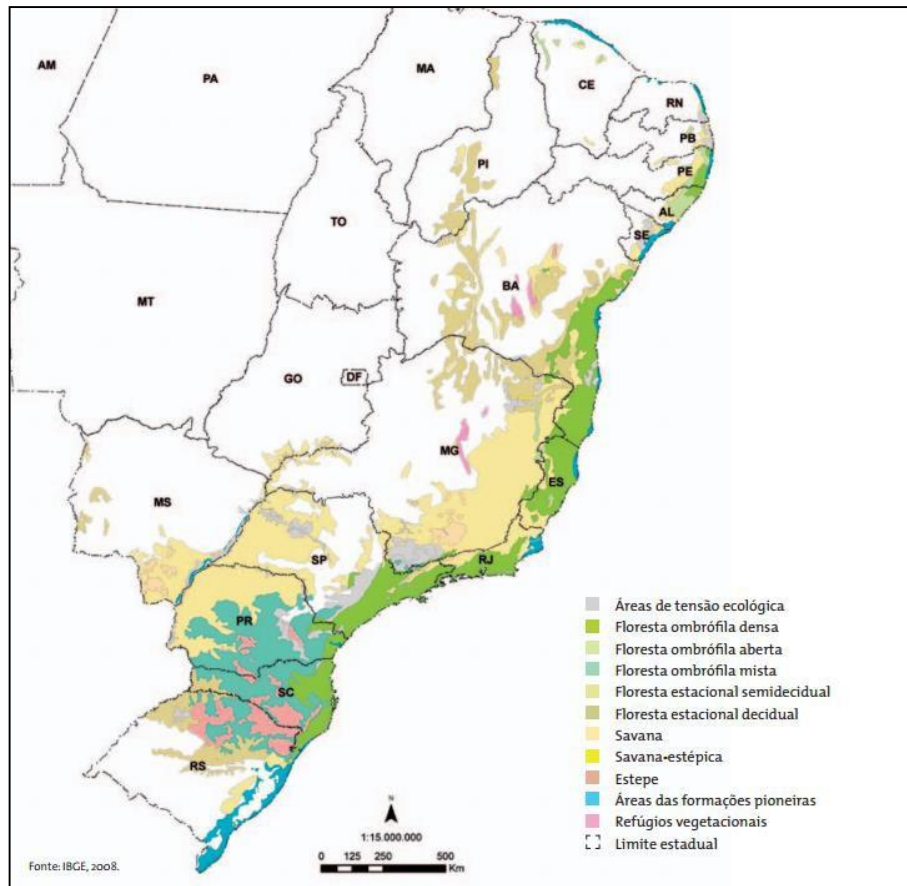 AM
PA
MA
CE
RN
PB
PI
PE
AL
TO
SE
BA
MT
GO
DF
MG
ES
MS
SP
RJ
PR
SC
RS
Áreas de tensão ecológica
Floresta ombrófila densa
Floresta ombrófila aberta
Floresta ombrófila mista
Floresta estacional semidecidual
Floresta estacional decidual
Savana
Savana-estépica
Estepe
Áreas das formações pioneiras
Refúgios vegetacionais
Limite estadual
N
1:15.000.000
0 125 250 500
Km
Fonte: IBGE, 2008.